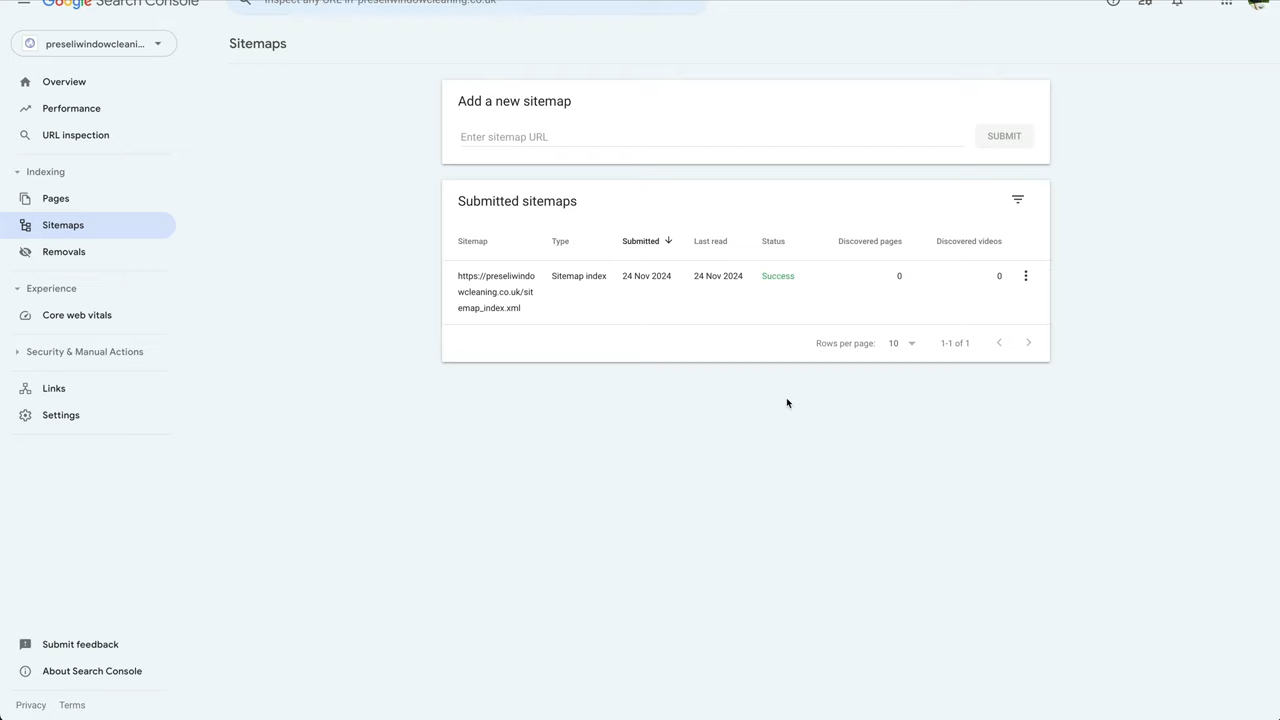 Google Search Console
Inspect any URL in preseliwindowcleaning.co.uk
preseliwindowcleani...
Sitemaps
Overview
Performance
URL inspection
Indexing
Pages
Sitemaps
Removals
Experience
Core web vitals
Security & Manual Actions
Links
Settings
Submit feedback
About Search Console
Privacy Terms
Add a new sitemap
Enter sitemap URL
SUBMIT
Submitted sitemaps
Sitemap Type Submitted Last read Status Discovered pages Discovered videos
https://preseliwindo Sitemap index 24 Nov 2024 24 Nov 2024 Success 0 0
wcleaning.co.uk/sit
emap_index.xml
Rows per page: 10 1-1 of 1